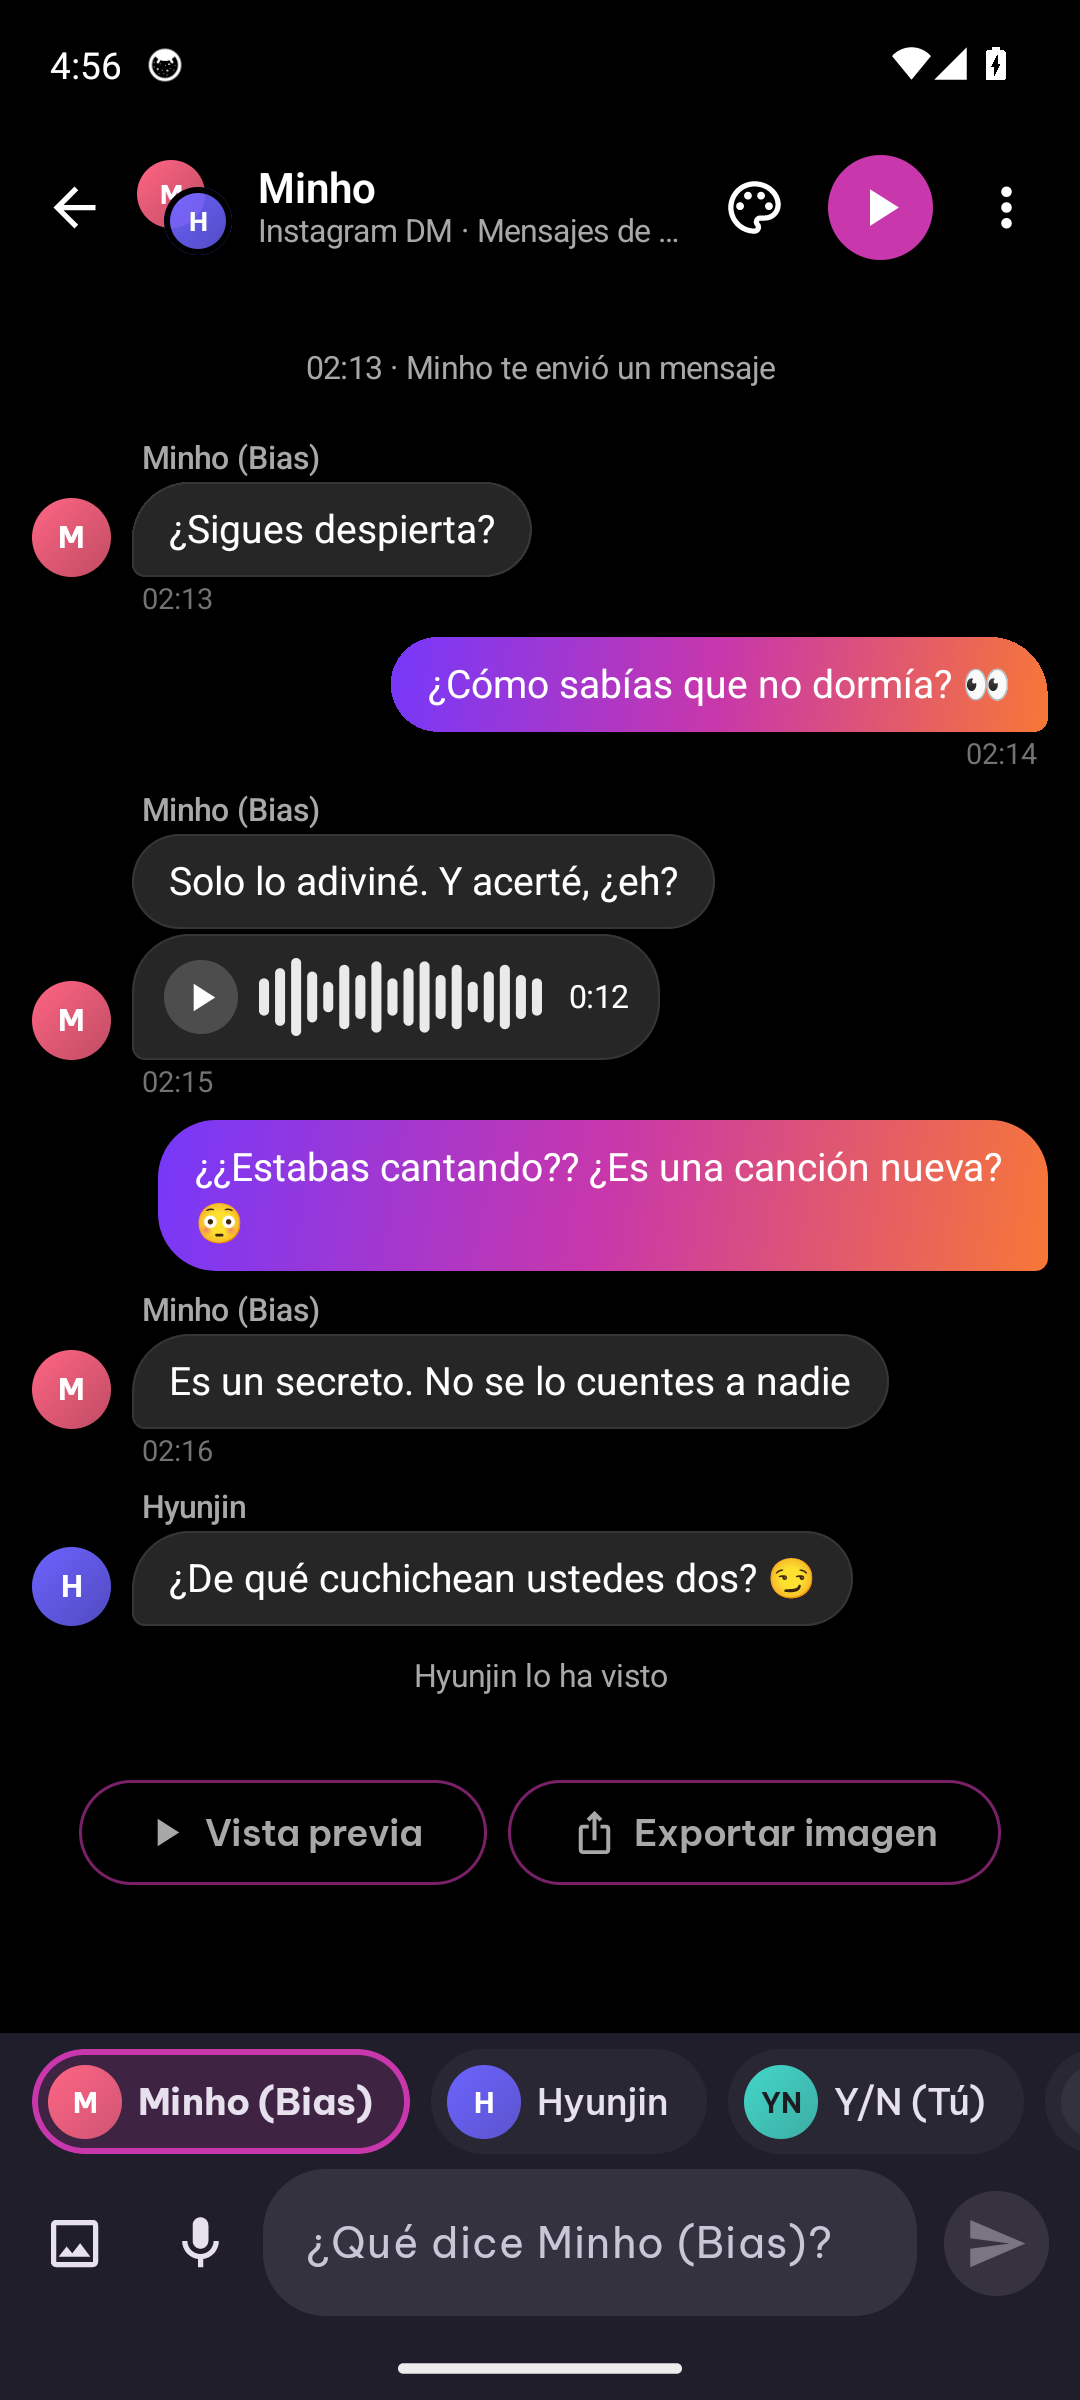 4:56
M
H
Minho
Instagram DM · Mensajes de ...
02:13 · Minho te envió un mensaje
Minho (Bias)
M
¿Sigues despierta?
02:13
¿Cómo sabías que no dormía? 👀
02:14
Minho (Bias)
Solo lo adiviné. Y acerté, ¿eh?
M
0:12
02:15
¿¿Estabas cantando?? ¿Es una canción nueva?
😳
Minho (Bias)
M
Es un secreto. No se lo cuentes a nadie
02:16
Hyunjin
H
¿De qué cuchichean ustedes dos? 😏
Hyunjin lo ha visto
Vista previa
Exportar imagen
M Minho (Bias)
H Hyunjin
YN Y/N (Tú)
¿Qué dice Minho (Bias)?